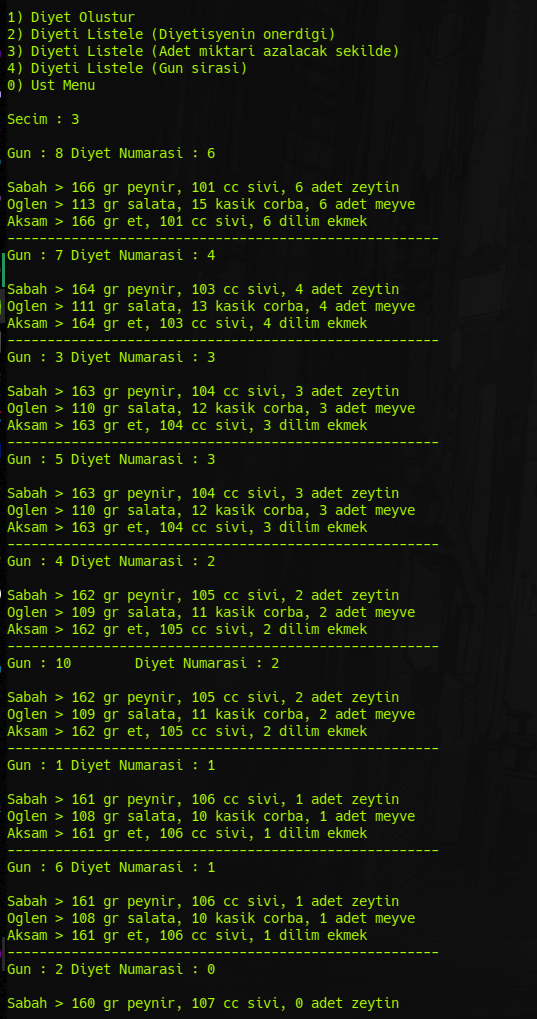 1) Diyet Olustur
2) Diyeti Listele (Diyetisyenin onerdigi)
3) Diyeti Listele (Adet miktari azalacak sekilde)
4) Diyeti Listele (Gun sirasi)
0) Ust Menu
Secim : 3
Gun : 8 Diyet Numarasi : 6
Sabah > 166 gr peynir, 101 cc sivi, 6 adet zeytin
Oglen > 113 gr salata, 15 kasik corba, 6 adet meyve
Aksam > 166 gr et, 101 cc sivi, 6 dilim ekmek
------------------------------------------------------
Gun : 7 Diyet Numarasi : 4
Sabah > 164 gr peynir, 103 cc sivi, 4 adet zeytin
Oglen > 111 gr salata, 13 kasik corba, 4 adet meyve
Aksam > 164 gr et, 103 cc sivi, 4 dilim ekmek
------------------------------------------------------
Gun : 3 Diyet Numarasi : 3
Sabah > 163 gr peynir, 104 cc sivi, 3 adet zeytin
Oglen > 110 gr salata, 12 kasik corba, 3 adet meyve
Aksam > 163 gr et, 104 cc sivi, 3 dilim ekmek
------------------------------------------------------
Gun : 5 Diyet Numarasi : 3
Sabah > 163 gr peynir, 104 cc sivi, 3 adet zeytin
Oglen > 110 gr salata, 12 kasik corba, 3 adet meyve
Aksam > 163 gr et, 104 cc sivi, 3 dilim ekmek
------------------------------------------------------
Gun : 4 Diyet Numarasi : 2
Sabah > 162 gr peynir, 105 cc sivi, 2 adet zeytin
Oglen > 109 gr salata, 11 kasik corba, 2 adet meyve
Aksam > 162 gr et, 105 cc sivi, 2 dilim ekmek
------------------------------------------------------
Gun : 10        Diyet Numarasi : 2
Sabah > 162 gr peynir, 105 cc sivi, 2 adet zeytin
Oglen > 109 gr salata, 11 kasik corba, 2 adet meyve
Aksam > 162 gr et, 105 cc sivi, 2 dilim ekmek
------------------------------------------------------
Gun : 1 Diyet Numarasi : 1
Sabah > 161 gr peynir, 106 cc sivi, 1 adet zeytin
Oglen > 108 gr salata, 10 kasik corba, 1 adet meyve
Aksam > 161 gr et, 106 cc sivi, 1 dilim ekmek
------------------------------------------------------
Gun : 6 Diyet Numarasi : 1
Sabah > 161 gr peynir, 106 cc sivi, 1 adet zeytin
Oglen > 108 gr salata, 10 kasik corba, 1 adet meyve
Aksam > 161 gr et, 106 cc sivi, 1 dilim ekmek
------------------------------------------------------
Gun : 2 Diyet Numarasi : 0
Sabah > 160 gr peynir, 107 cc sivi, 0 adet zeytin